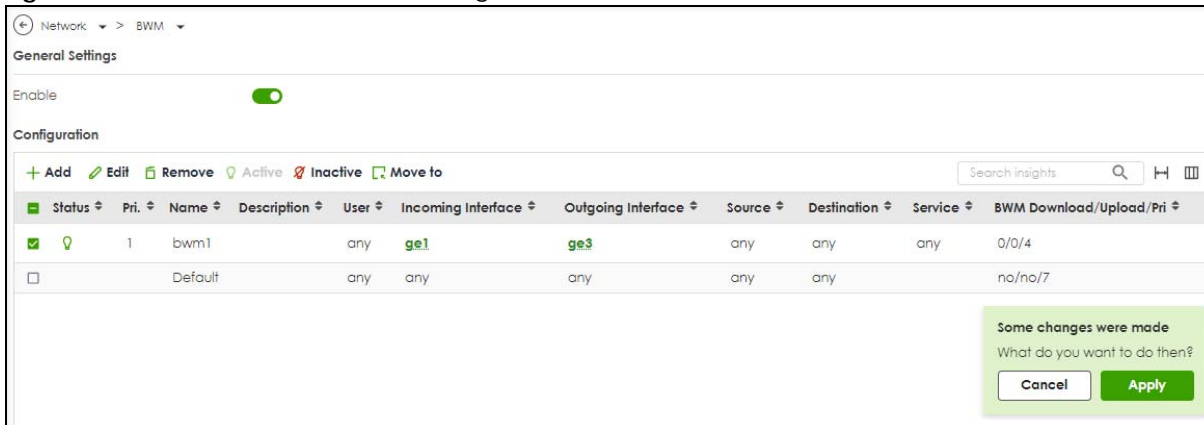 Network > BWM
General Settings
Enable
Configuration
Add Edit Remove Active Inactive Move to Search insights
Status Pri. Name Description User Incoming Interface Outgoing Interface Source Destination Service BWM Download/Upload/Pri
1 bwm1 any ge1 ge3 any any any 0/0/4
Default any any any any any no/no/7
Some changes were made
What do you want to do then?
Cancel Apply